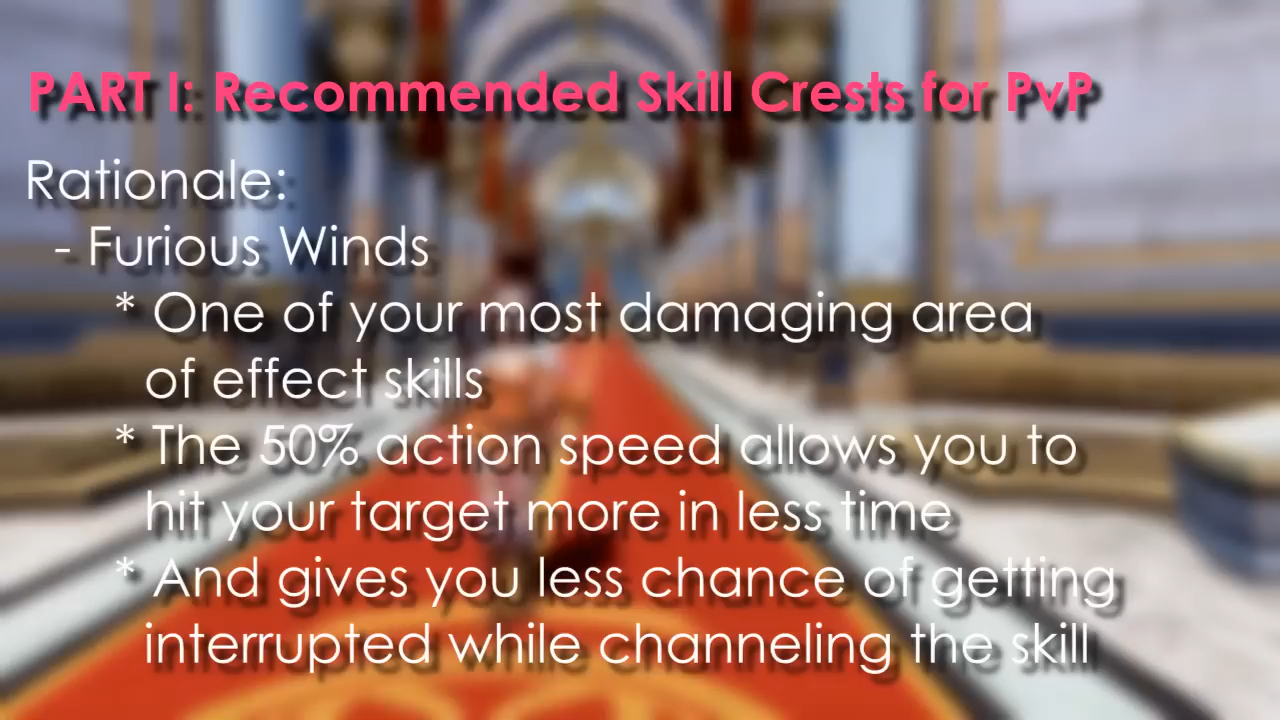 PART I: Recommended Skill Crests for PvP
Rationale:
- Furious Winds
* One of your most damaging area
of effect skills
* The 50% action speed allows you to
hit your target more in less time
* And gives you less chance of getting
interrupted while channeling the skill